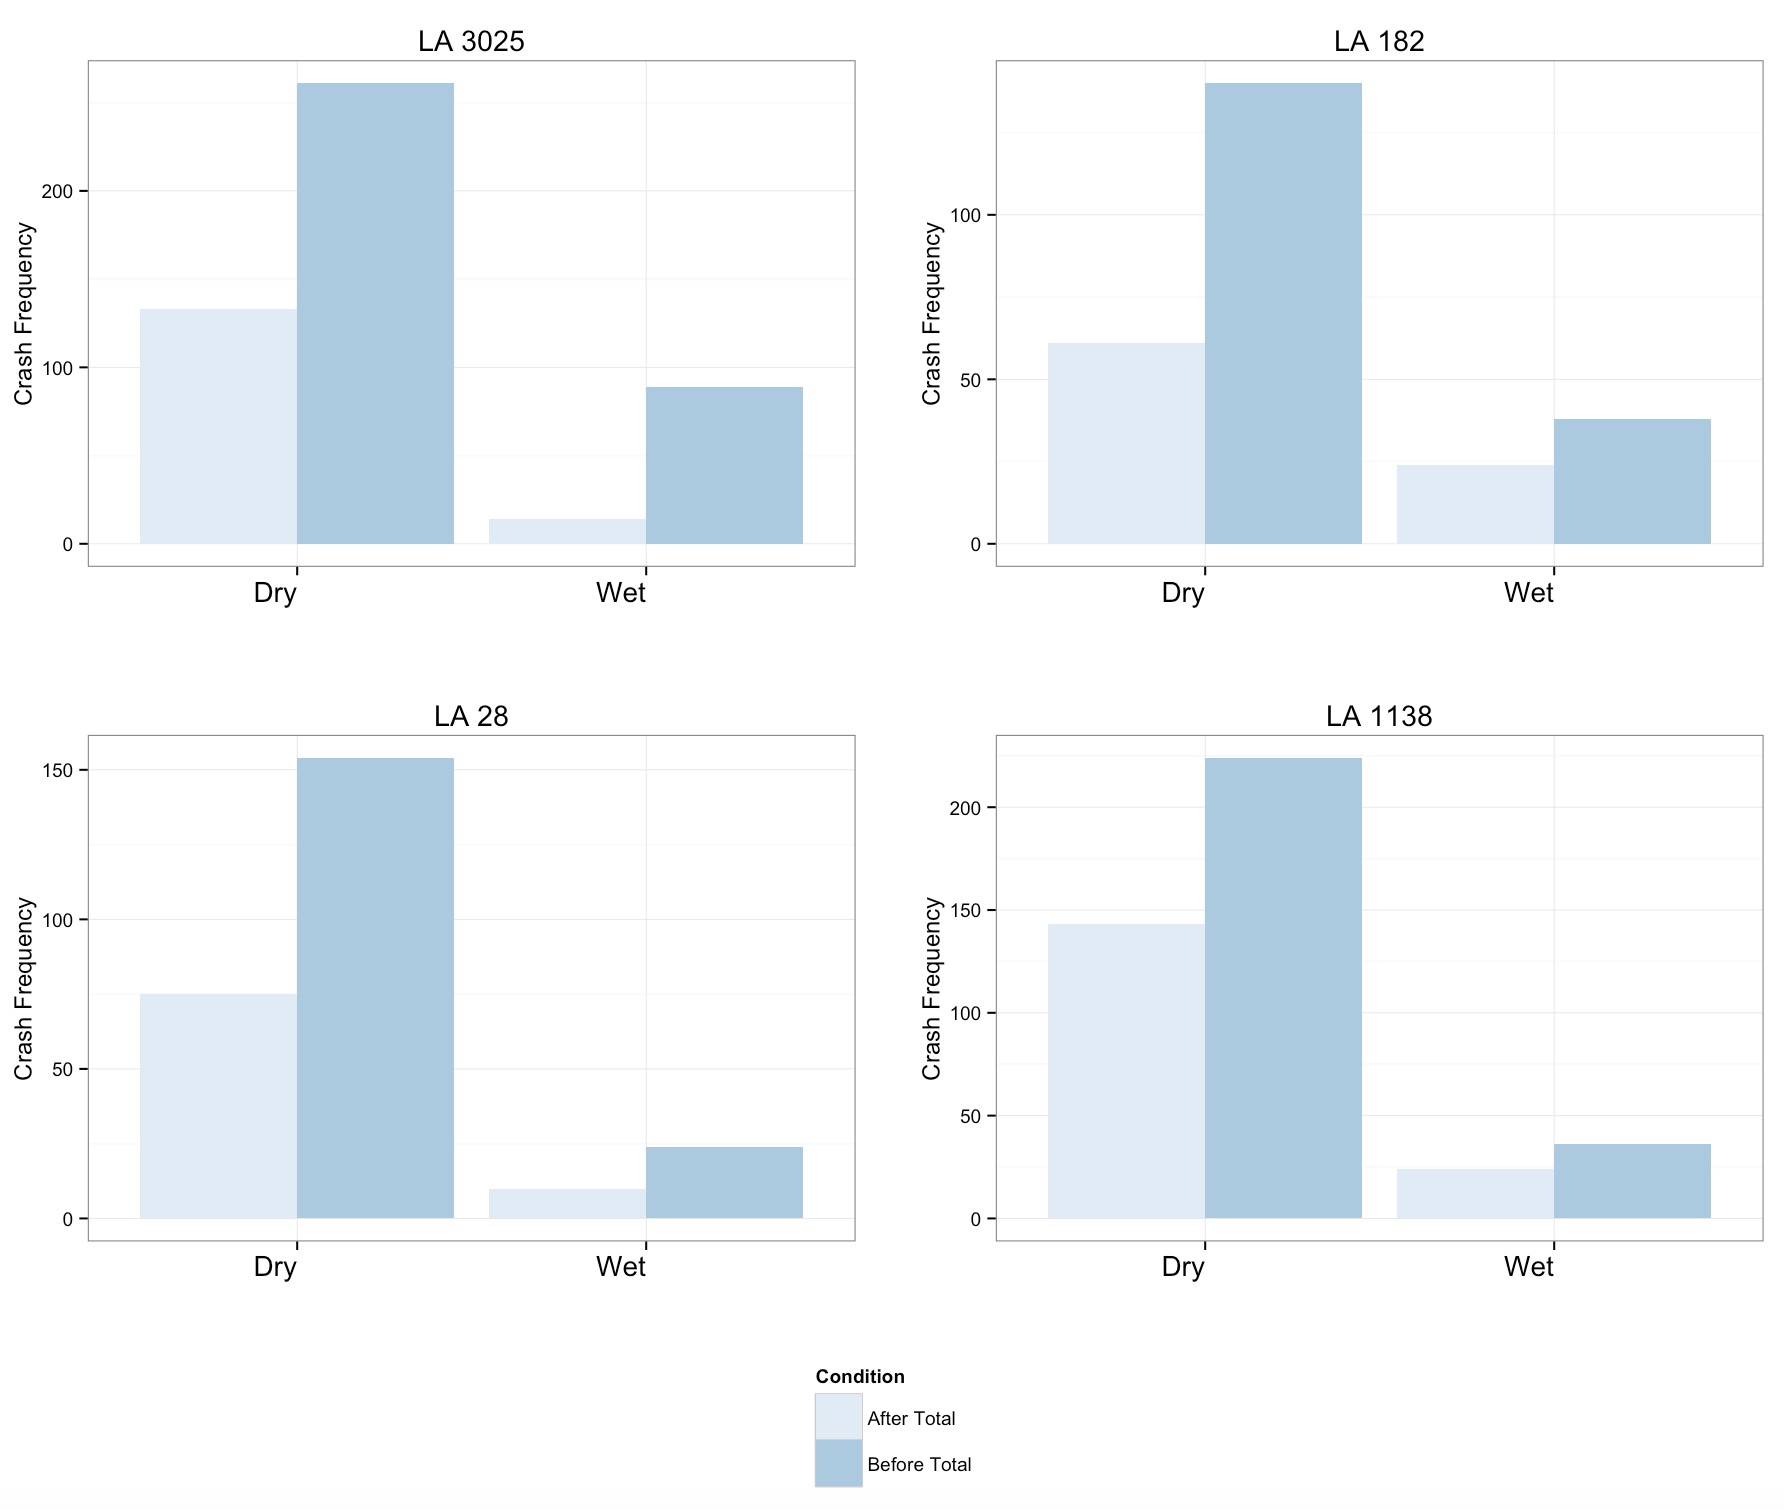 LA 3025
Crash Frequency
200
100
0
Dry Wet
LA 182
Crash Frequency
100
50
0
Dry Wet
LA 28
Crash Frequency
150
100
50
0
Dry Wet
LA 1138
Crash Frequency
200
150
100
50
0
Dry Wet
Condition
After Total
Before Total